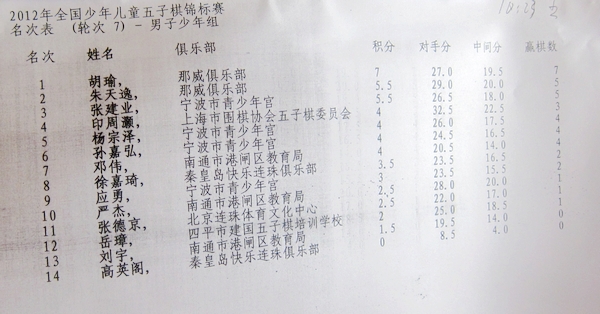 10:25
2012年全国少年儿童五子棋锦标赛
名次表 (轮次 7) - 男子少年组
名次 姓名 俱乐部 积分 对手分 中间分 赢棋数
1 胡瑜, 那威俱乐部 7 27.0 19.5 7
2 朱天逸, 那威俱乐部 5.5 29.0 20.0 5
3 张建业, 宁波市青少年宫 5.5 26.5 18.0 5
4 印周灏, 上海市围棋协会五子棋委员会 4 32.5 22.5 3
5 杨宗泽, 宁波市青少年宫 4 26.5 17.5
6 孙嘉弘, 宁波市青少年宫 4 24.5 16.5
7 邓伟, 南通市港闸区教育局 4 20.5 14.0
8 徐嘉琦, 秦皇岛快乐连珠俱乐部 3.5 23.5 16.5 2
9 应勇, 宁波市青少年宫 3 23.5 15.5 2
10 严杰, 南通市港闸区教育局 2.5 28.0 20.0 1
11 张德京, 北京连珠体育文化中心 2.5 22.0 17.0 1
12 岳璋, 四平市建国五子棋培训学校 2 25.0 18.5 1
13 刘宇, 南通市港闸区教育局 1.5 19.5 14.0 0
14 高英阁, 秦皇岛快乐连珠俱乐部 0 8.5 4.0 0